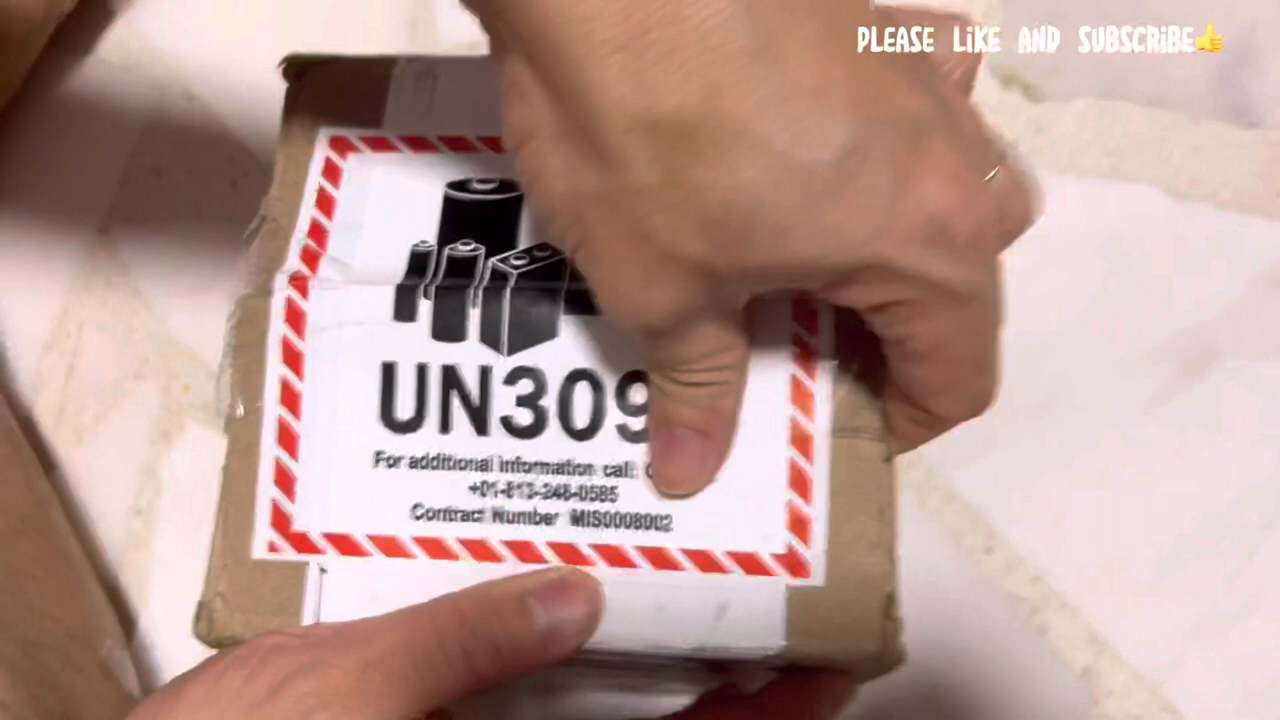 PLEASE LIKE AND SUBSCRIBE👍
UN309
For additional information call:
+01-813-248-0585
Contract Number MIS0008002